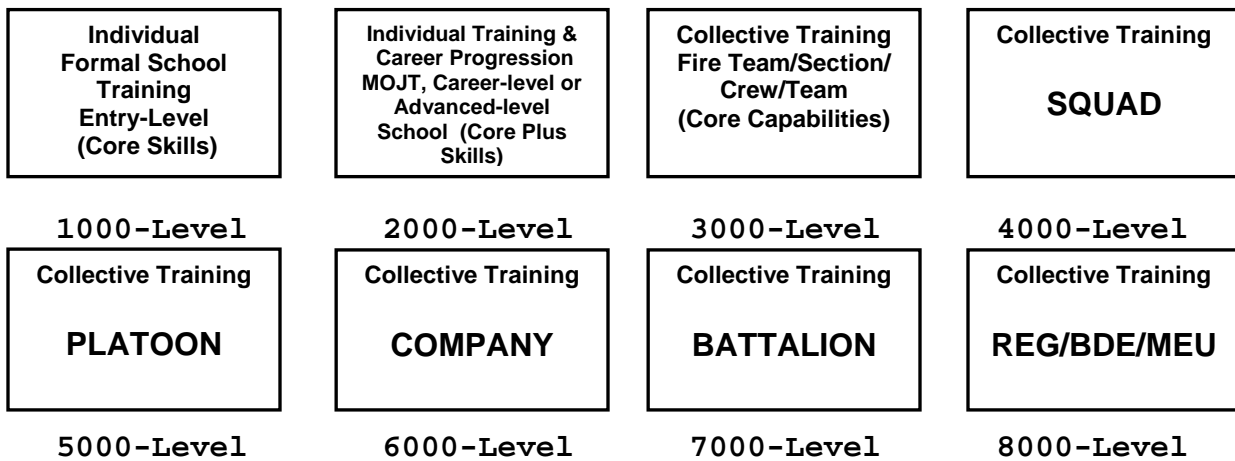 Individual
Formal School
Training
Entry-Level
(Core Skills)
Individual Training &
Career Progression
MOJT, Career-level or
Advanced-level
School (Core Plus
Skills)
Collective Training
Fire Team/Section/
Crew/Team
(Core Capabilities)
Collective Training
SQUAD
1000-Level
2000-Level
3000-Level
4000-Level
Collective Training
PLATOON
Collective Training
COMPANY
Collective Training
BATTALION
Collective Training
REG/BDE/MEU
5000-Level
6000-Level
7000-Level
8000-Level